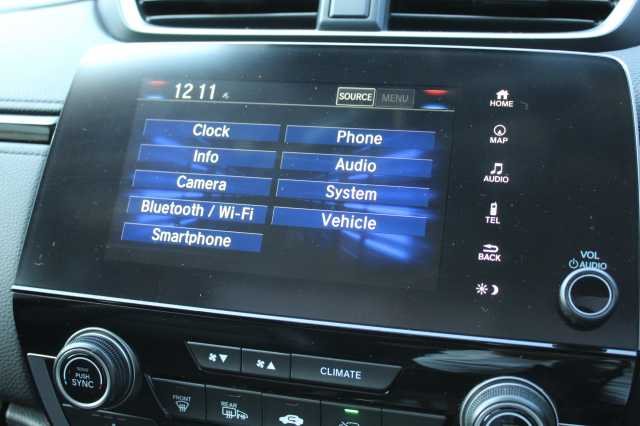 12 11
SOURCE MENU
Clock
Phone
Info
Audio
Camera
System
Bluetooth / Wi-Fi
Vehicle
Smartphone
HOME
MAP
AUDIO
TEL
BACK
VOL
AUDIO
PUSH
SYNC
CLIMATE
FRONT
REAR